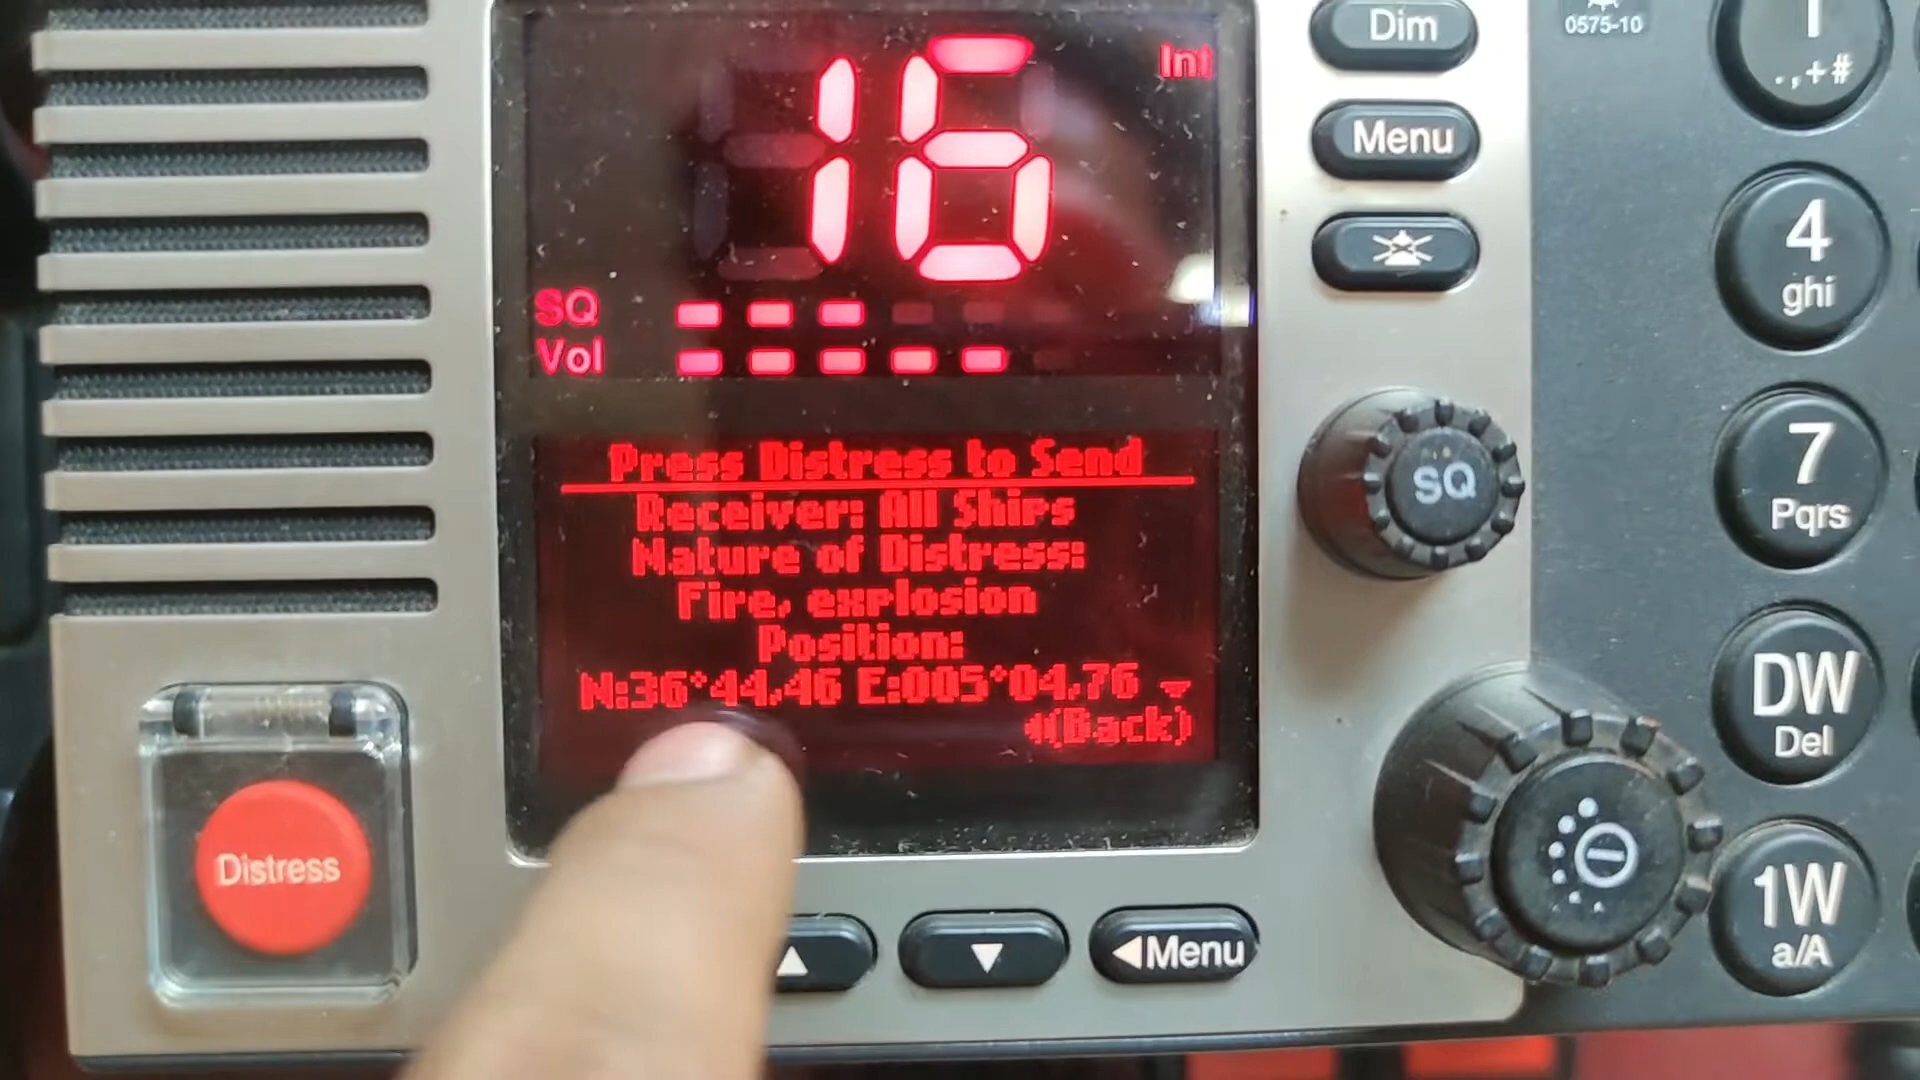 16
Int
SQ
Vol
Press Distress to Send
Receiver: All Ships
Nature of Distress:
Fire, explosion
Position:
N:36°44,46 E:005°04,76
◀(Back)
Distress
▲
▼
◀Menu
Dim
Menu
SQ
0575-10
1
.,+#
4
ghi
7
Pqrs
DW
Del
1W
a/A